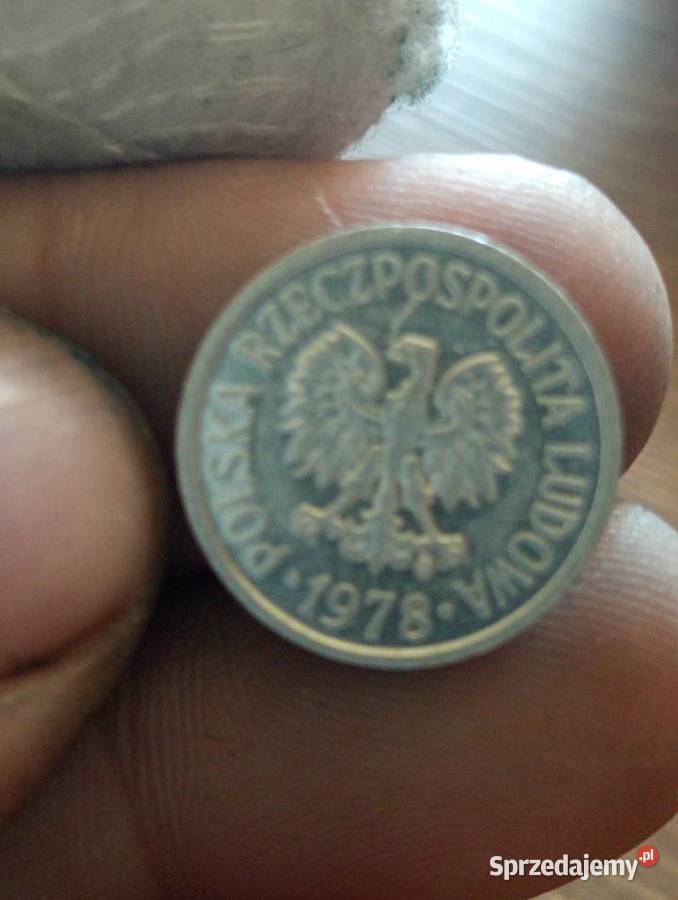 POLSKA RZECZPOSPOLITA LUDOWA
• 1978 •
Sprzedajemy.pl